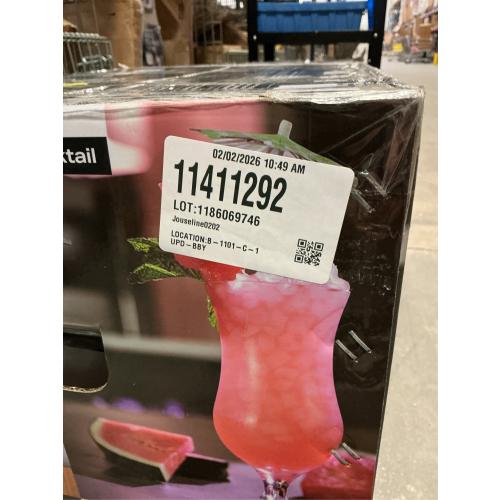 ktail
02/02/2026 10:49 AM
11411292
LOT:1186069746
Jouseline0202
LOCATION:B-1101-C-1
UPD-BBY